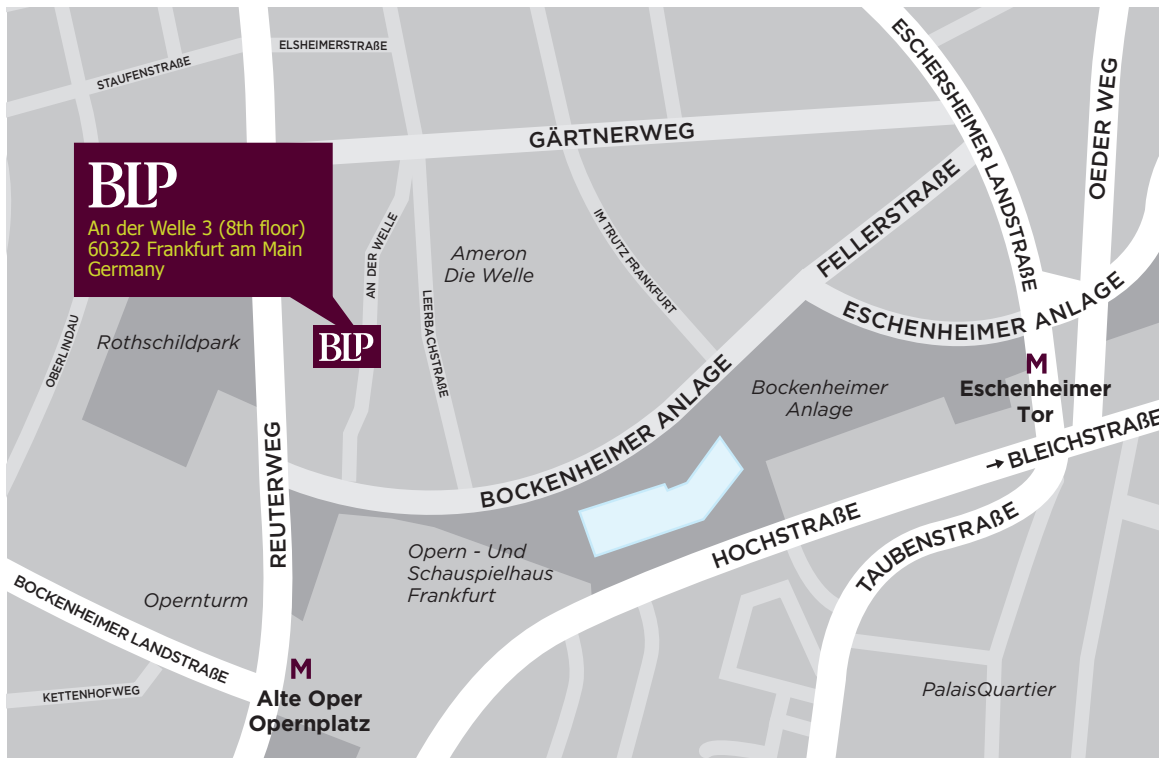 ELSHEIMERSTRAßE
STAUFENSTRAßE
ESCHERSHEIMER LANDSTRAßE
OEDER WEG
GÄRTNERWEG
BLP
An der Welle 3 (8th floor)
60322 Frankfurt am Main
Germany
FELLERSTRAßE
AN DER WELLE
IM TRUTZ FRANKFURT
Ameron
Die Welle
LEERBACHSTRAßE
ESCHENHEIMER ANLAGE
OBERLINDAU
Rothschildpark
BLP
M
Eschenheimer
Tor
Bockenheimer
Anlage
BOCKENHEIMER ANLAGE
REUTERWEG
→ BLEICHSTRAßE
HOCHSTRAßE
TAUBENSTRAßE
Opern - Und
Schauspielhaus
Frankfurt
Opernturm
BOCKENHEIMER LANDSTRAßE
KETTENHOFWEG
M
Alte Oper
Opernplatz
PalaisQuartier